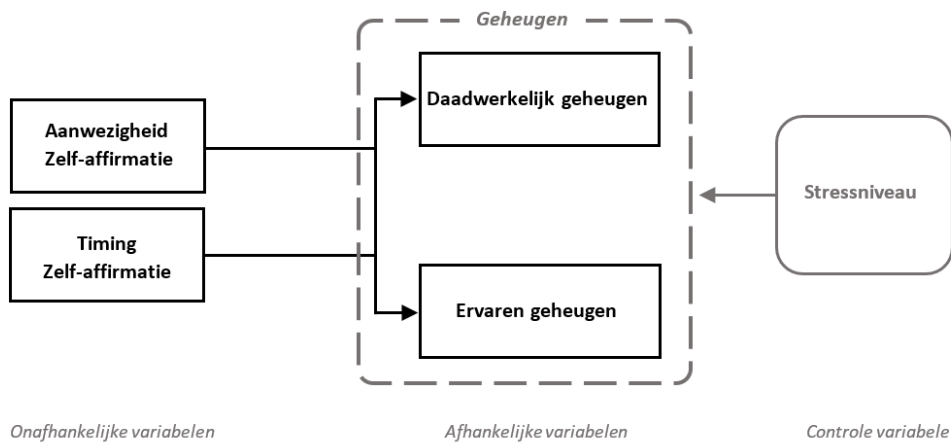 Geheugen
Aanwezigheid
Zelf-affirmatie
Timing
Zelf-affirmatie
Daadwerkelijk geheugen
Ervaren geheugen
Stressniveau
Onafhankelijke variabelen
Afhankelijke variabelen
Controle variabele